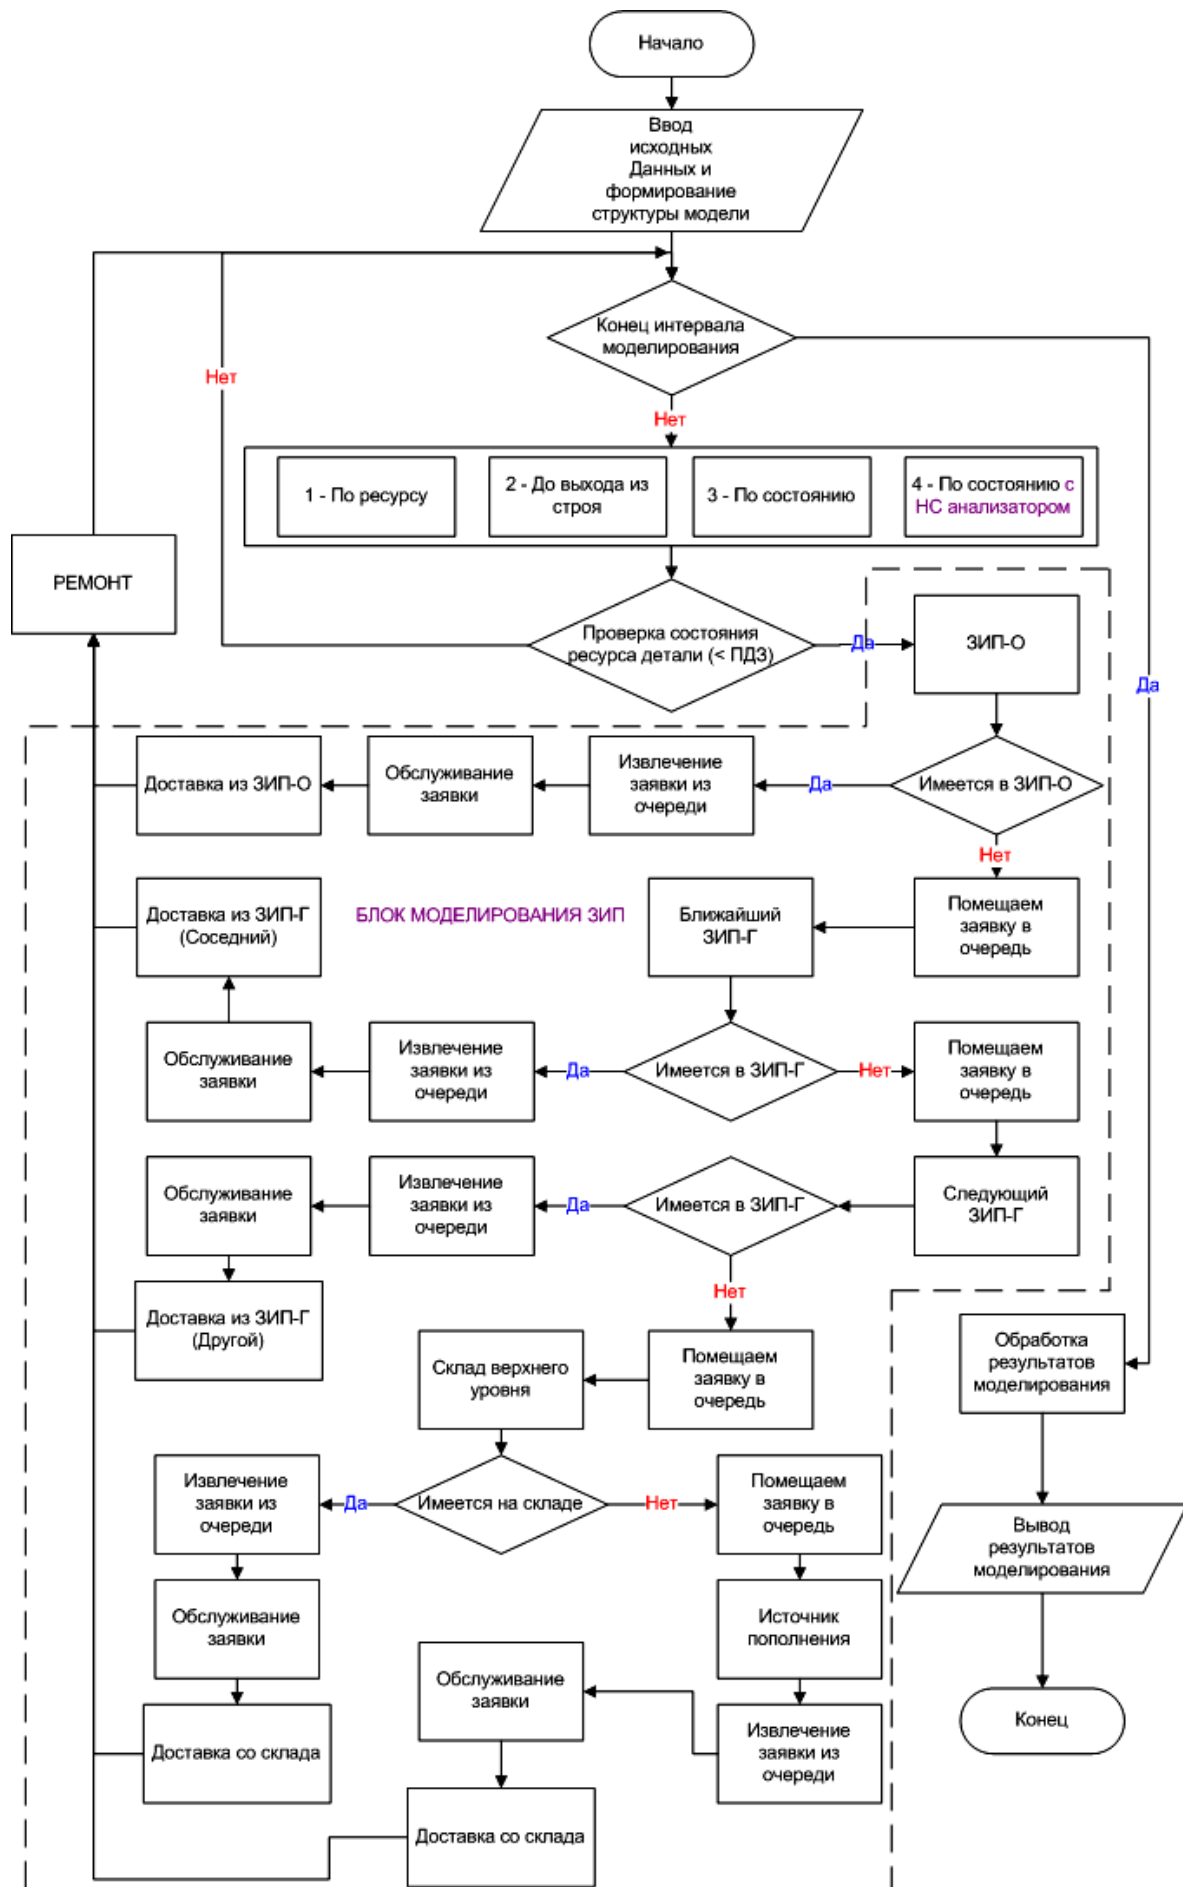 Начало
Ввод
исходных
Данных и
формирование
структуры модели
Конец интервала
моделирования
Нет
Нет
1 - По ресурсу
2 - До выхода из
строя
3 - По состоянию
4 - По состоянию с
НС анализатором
РЕМОНТ
Проверка состояния
ресурса детали (< ПДЗ)
Да
ЗИП-О
Да
Доставка из ЗИП-О
Обслуживание
заявки
Извлечение
заявки из
очереди
Да
Имеется в ЗИП-О
Нет
Доставка из ЗИП-Г
(Соседний)
БЛОК МОДЕЛИРОВАНИЯ ЗИП
Ближайший
ЗИП-Г
Помещаем
заявку в
очередь
Обслуживание
заявки
Извлечение
заявки из
очереди
Да
Имеется в ЗИП-Г
Нет
Помещаем
заявку в
очередь
Обслуживание
заявки
Извлечение
заявки из
очереди
Да
Имеется в ЗИП-Г
Следующий
ЗИП-Г
Нет
Доставка из ЗИП-Г
(Другой)
Склад верхнего
уровня
Помещаем
заявку в
очередь
Обработка
результатов
моделирования
Извлечение
заявки из
очереди
Да
Имеется на складе
Нет
Помещаем
заявку в
очередь
Вывод
результатов
моделирования
Обслуживание
заявки
Источник
пополнения
Обслуживание
заявки
Доставка со склада
Извлечение
заявки из
очереди
Конец
Доставка со склада